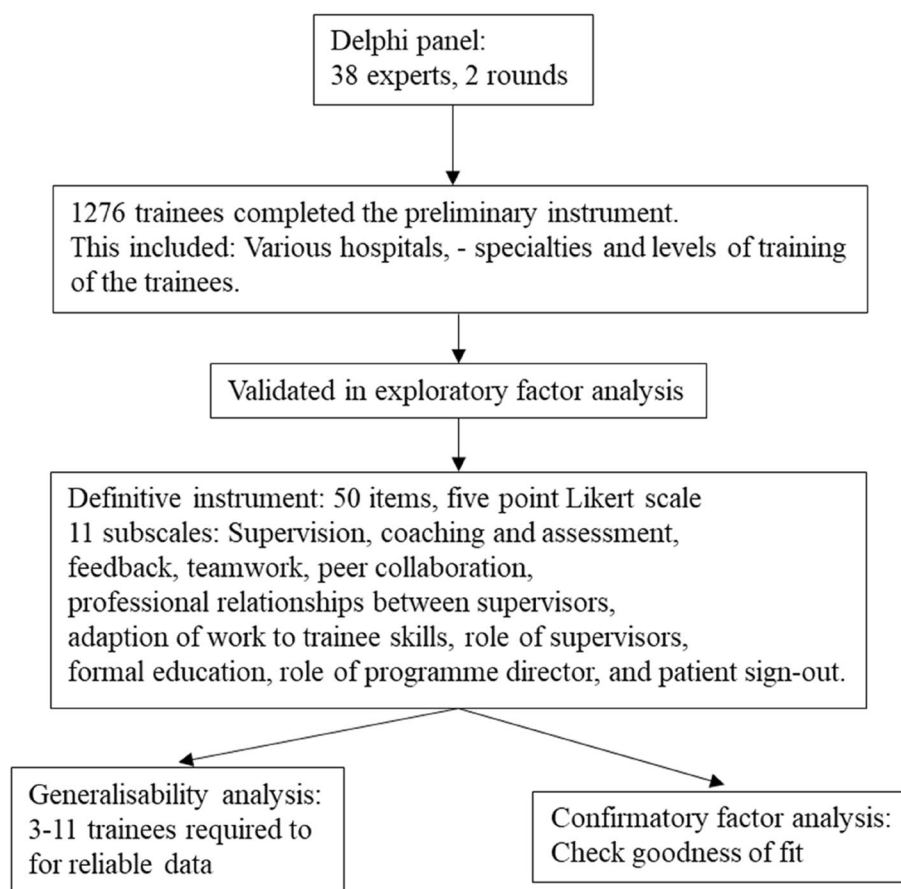 Delphi panel:
38 experts, 2 rounds
1276 trainees completed the preliminary instrument.
This included: Various hospitals, - specialties and levels of training
of the trainees.
Validated in exploratory factor analysis
Definitive instrument: 50 items, five point Likert scale
11 subscales: Supervision, coaching and assessment,
feedback, teamwork, peer collaboration,
professional relationships between supervisors,
adaption of work to trainee skills, role of supervisors,
formal education, role of programme director, and patient sign-out.
Generalisability analysis:
3-11 trainees required to
for reliable data
Confirmatory factor analysis:
Check goodness of fit